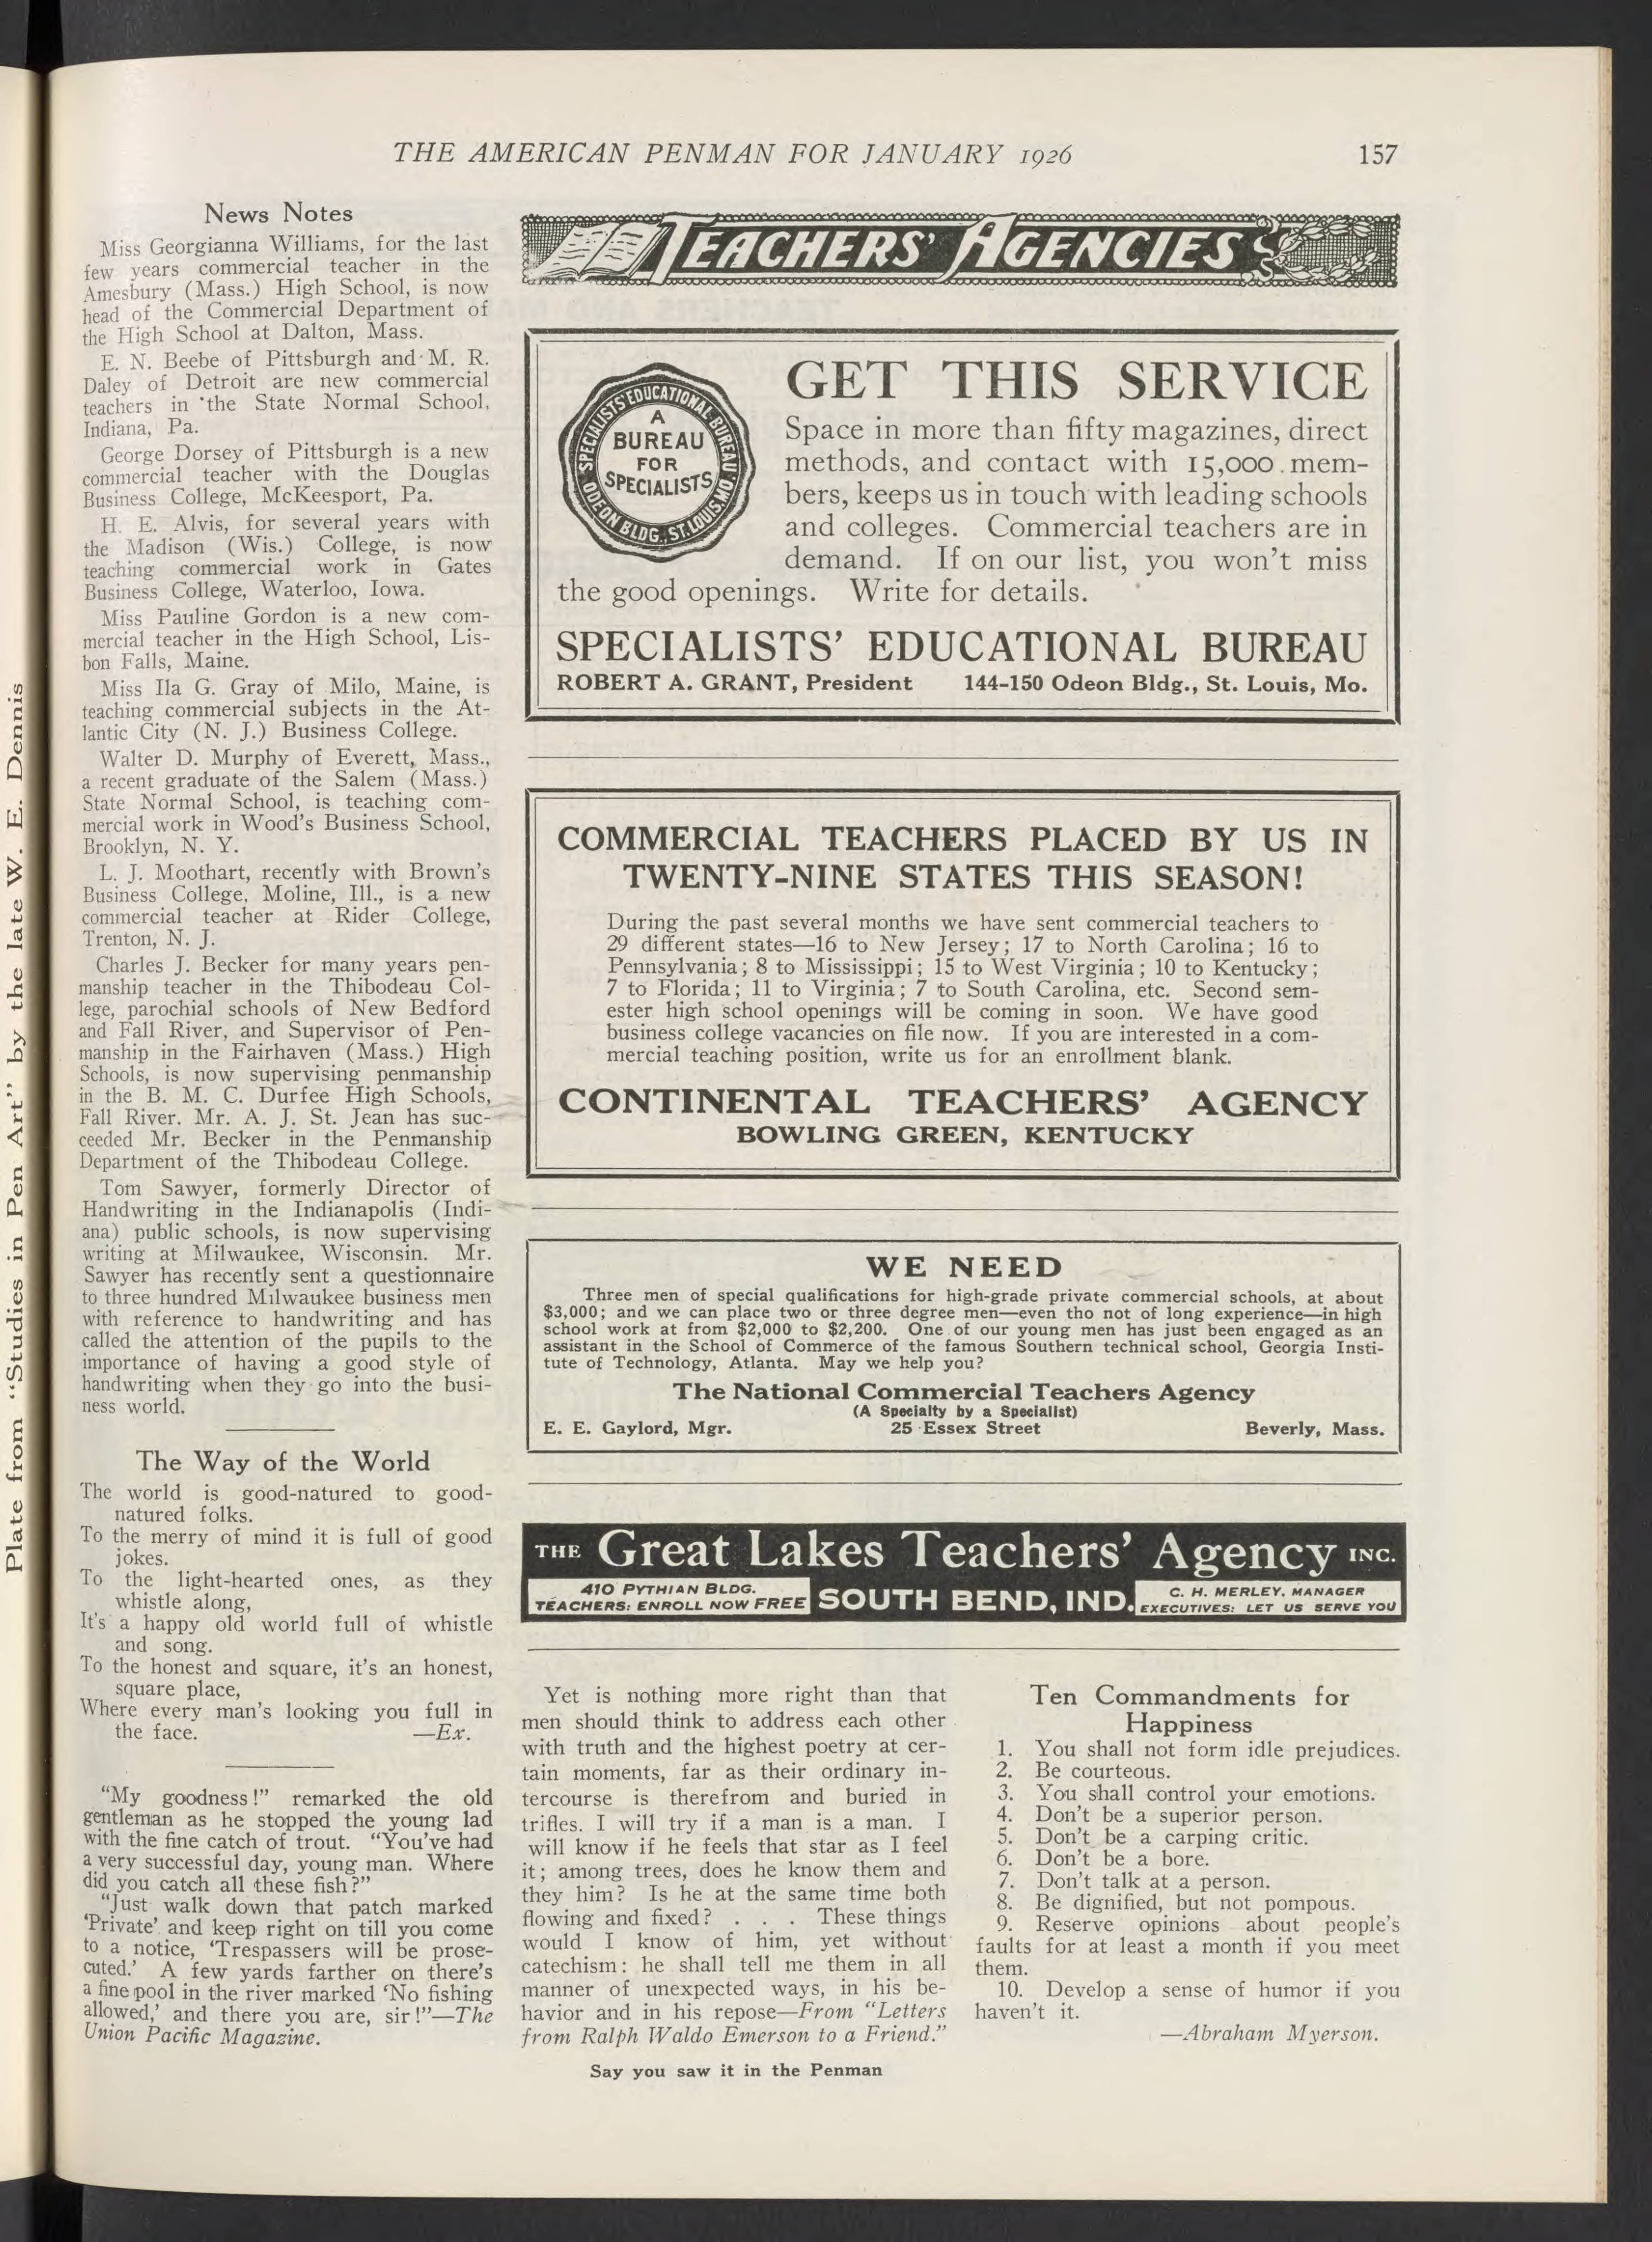 THE AMERICAN PENMAN FOR JANUARY 1926
157
News Notes
Miss Georgianna Williams, for the last
few years commercial teacher in the
Amesbury (Mass.) High School, is now
head of the Commercial Department of
the High School at Dalton, Mass.
E. N. Beebe of Pittsburgh and M. R.
Daley of Detroit are new commercial
teachers in the State Normal School,
Indiana, Pa.
George Dorsey of Pittsburgh is a new
commercial teacher with the Douglas
Business College, McKeesport, Pa.
H. E. Alvis, for several years with
the Madison (Wis.) College, is now
teaching commercial work in Gates
Business College, Waterloo, Iowa.
Miss Pauline Gordon is a new com-
mercial teacher in the High School, Lis-
bon Falls, Maine.
Miss Ila G. Gray of Milo, Maine, is
teaching commercial subjects in the At-
lantic City (N. J.) Business College.
Walter D. Murphy of Everett, Mass.,
a recent graduate of the Salem (Mass.)
State Normal School, is teaching com-
mercial work in Wood's Business School,
Brooklyn, N. Y.
L. J. Moothart, recently with Brown's
Business College, Moline, Ill., is a new
commercial teacher at Rider College,
Trenton, N. J.
Charles J. Becker for many years pen-
manship teacher in the Thibodeau Col-
lege, parochial schools of New Bedford
and Fall River, and Supervisor of Pen-
manship in the Fairhaven (Mass.) High
Schools, is now supervising penmanship
in the B. M. C. Durfee High Schools,
Fall River. Mr. A. J. St. Jean has suc-
ceeded Mr. Becker in the Penmanship
Department of the Thibodeau College.
Tom Sawyer, formerly Director of
Handwriting in the Indianapolis (Indi-
ana) public schools, is now supervising
writing at Milwaukee, Wisconsin. Mr.
Sawyer has recently sent a questionnaire
to three hundred Milwaukee business men
with reference to handwriting and has
called the attention of the pupils to the
importance of having a good style of
handwriting when they go into the busi-
ness world.
The Way of the World
The world is good-natured to good-
natured folks.
To the merry of mind it is full of good
jokes.
To the light-hearted ones, as they
whistle along,
It's a happy old world full of whistle
and song.
To the honest and square, it's an honest,
square place,
Where every man's looking you full in
the face. —Ex.
"My goodness!" remarked the old
gentleman as he stopped the young lad
with the fine catch of trout. "You've had
a very successful day, young man. Where
did you catch all these fish?"
"Just walk down that patch marked
'Private' and keep right on till you come
to a notice, 'Trespassers will be prose-
cuted.' A few yards farther on there's
a fine pool in the river marked 'No fishing
allowed,' and there you are, sir!"—The
Union Pacific Magazine.
TEACHERS' AGENCIES
SPECIALISTS' EDUCATIONAL BUREAU
ODEON BLDG., ST. LOUIS, MO.
A
BUREAU
FOR
SPECIALISTS
GET THIS SERVICE
Space in more than fifty magazines, direct
methods, and contact with 15,000 mem-
bers, keeps us in touch with leading schools
and colleges. Commercial teachers are in
demand. If on our list, you won't miss
the good openings. Write for details.
SPECIALISTS' EDUCATIONAL BUREAU
ROBERT A. GRANT, President 144-150 Odeon Bldg., St. Louis, Mo.
COMMERCIAL TEACHERS PLACED BY US IN
TWENTY-NINE STATES THIS SEASON!
During the past several months we have sent commercial teachers to
29 different states—16 to New Jersey; 17 to North Carolina; 16 to
Pennsylvania; 8 to Mississippi; 15 to West Virginia; 10 to Kentucky;
7 to Florida; 11 to Virginia; 7 to South Carolina, etc. Second sem-
ester high school openings will be coming in soon. We have good
business college vacancies on file now. If you are interested in a com-
mercial teaching position, write us for an enrollment blank.
CONTINENTAL TEACHERS' AGENCY
BOWLING GREEN, KENTUCKY
WE NEED
Three men of special qualifications for high-grade private commercial schools, at about
$3,000; and we can place two or three degree men—even tho not of long experience—in high
school work at from $2,000 to $2,200. One of our young men has just been engaged as an
assistant in the School of Commerce of the famous Southern technical school, Georgia Insti-
tute of Technology, Atlanta. May we help you?
The National Commercial Teachers Agency
(A Specialty by a Specialist)
E. E. Gaylord, Mgr. 25 Essex Street Beverly, Mass.
THE Great Lakes Teachers' Agency INC.
410 PYTHIAN BLDG.
TEACHERS: ENROLL NOW FREE
SOUTH BEND, IND.
C. H. MERLEY, MANAGER
EXECUTIVES: LET US SERVE YOU
Yet is nothing more right than that
men should think to address each other
with truth and the highest poetry at cer-
tain moments, far as their ordinary in-
tercourse is therefrom and buried in
trifles. I will try if a man is a man. I
will know if he feels that star as I feel
it; among trees, does he know them and
they him? Is he at the same time both
flowing and fixed? . . . These things
would I know of him, yet without
catechism: he shall tell me them in all
manner of unexpected ways, in his be-
havior and in his repose—From "Letters
from Ralph Waldo Emerson to a Friend."
Ten Commandments for
Happiness
1. You shall not form idle prejudices.
2. Be courteous.
3. You shall control your emotions.
4. Don't be a superior person.
5. Don't be a carping critic.
6. Don't be a bore.
7. Don't talk at a person.
8. Be dignified, but not pompous.
9. Reserve opinions about people's
faults for at least a month if you meet
them.
10. Develop a sense of humor if you
haven't it.
—Abraham Myerson.
Say you saw it in the Penman
Plate from "Studies in Pen Art" by the late W. E. Dennis